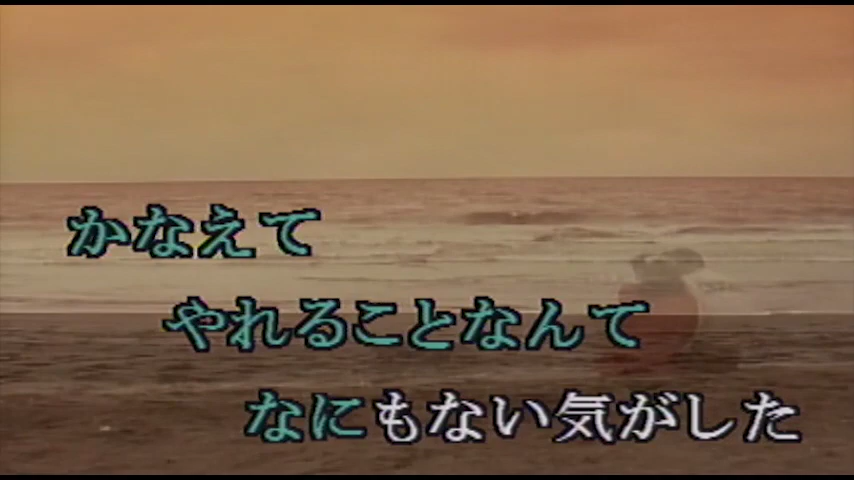 かなえて
やれることなんて
なにもない気がした